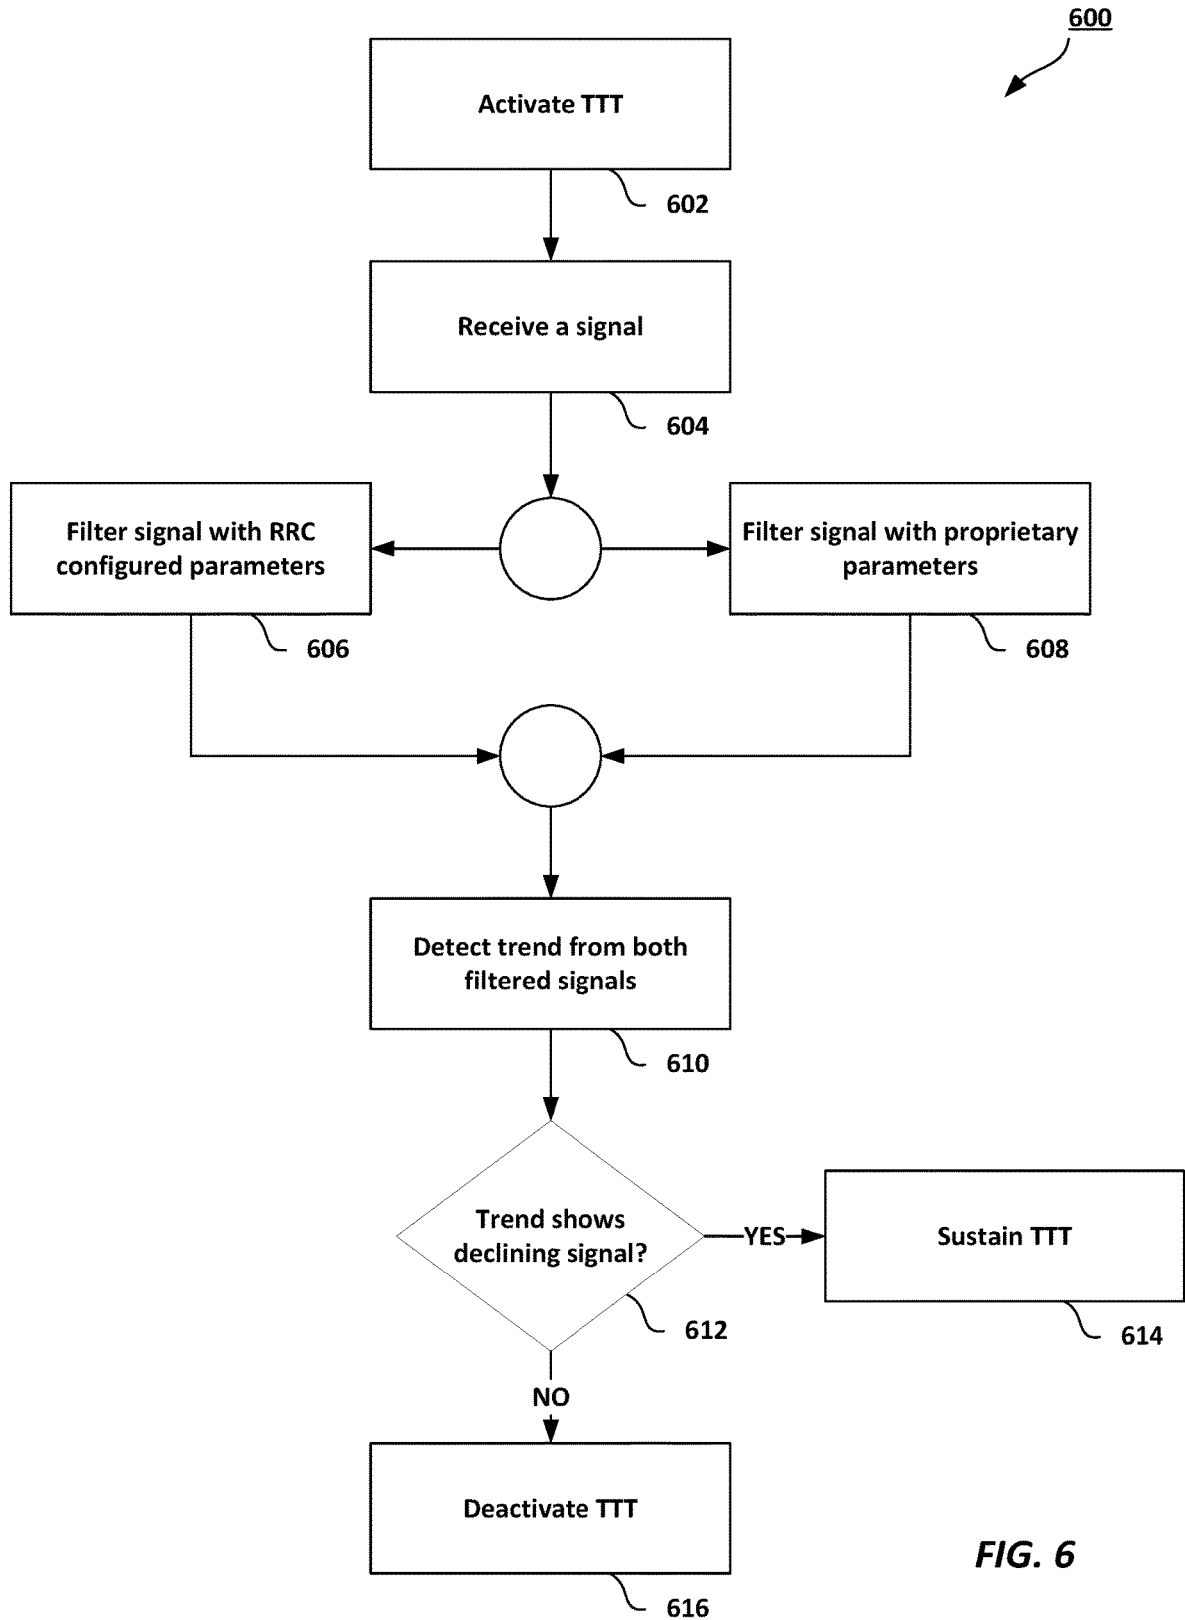 600
Activate TTT
602
Receive a signal
604
Filter signal with RRC
configured parameters
606
Filter signal with proprietary
parameters
608
Detect trend from both
filtered signals
610
Trend shows
declining signal?
612
YES
Sustain TTT
614
NO
Deactivate TTT
616
FIG. 6